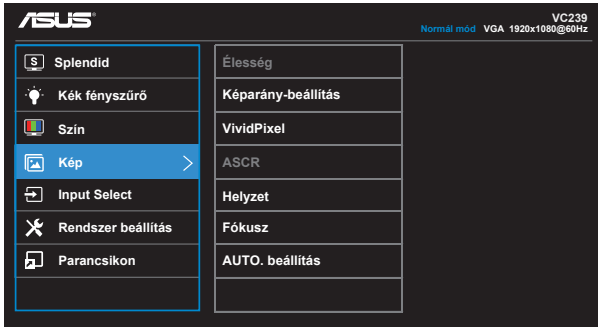 ASUS
VC239
Normál mód VGA 1920x1080@60Hz
S Splendid
Kék fényszűrő
Szín
Kép
Input Select
Rendszer beállítás
Parancsikon
Élesség
Képarány-beállítás
VividPixel
ASCR
Helyzet
Fókusz
AUTO. beállítás